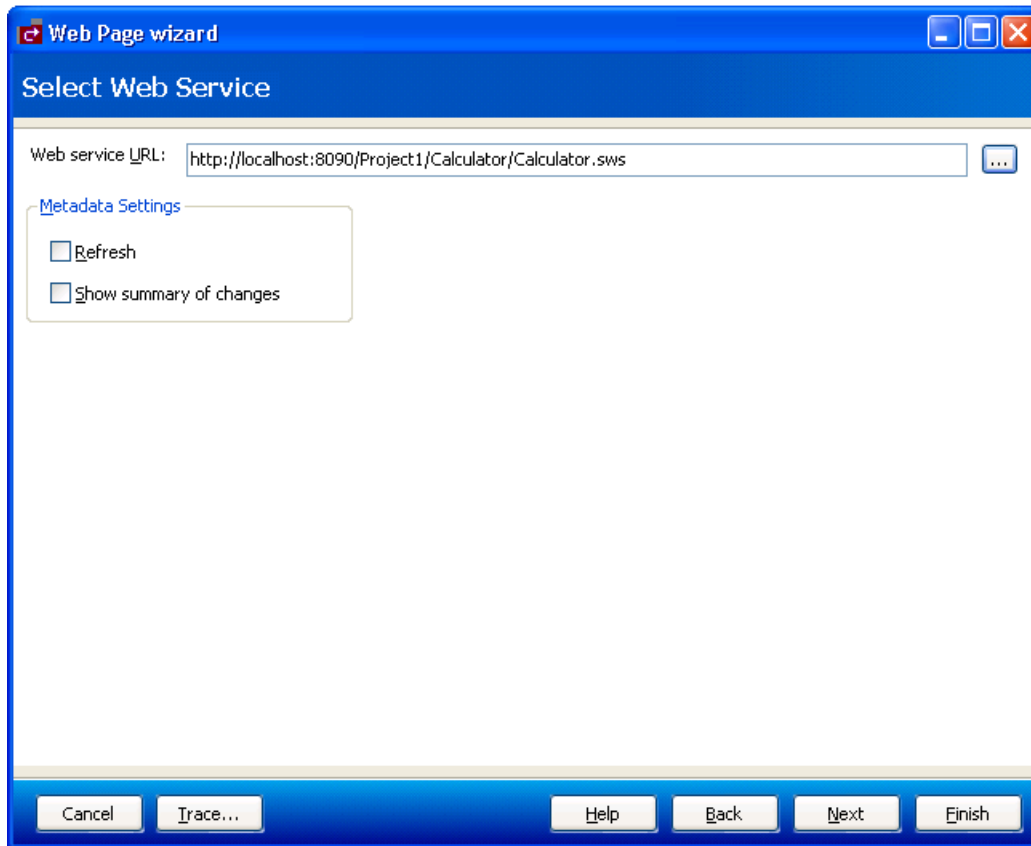 Web Page wizard
Select Web Service
Web service URL: http://localhost:8090/Project1/Calculator/Calculator.sws ...
Metadata Settings
Refresh
Show summary of changes
Cancel Trace... Help Back Next Finish